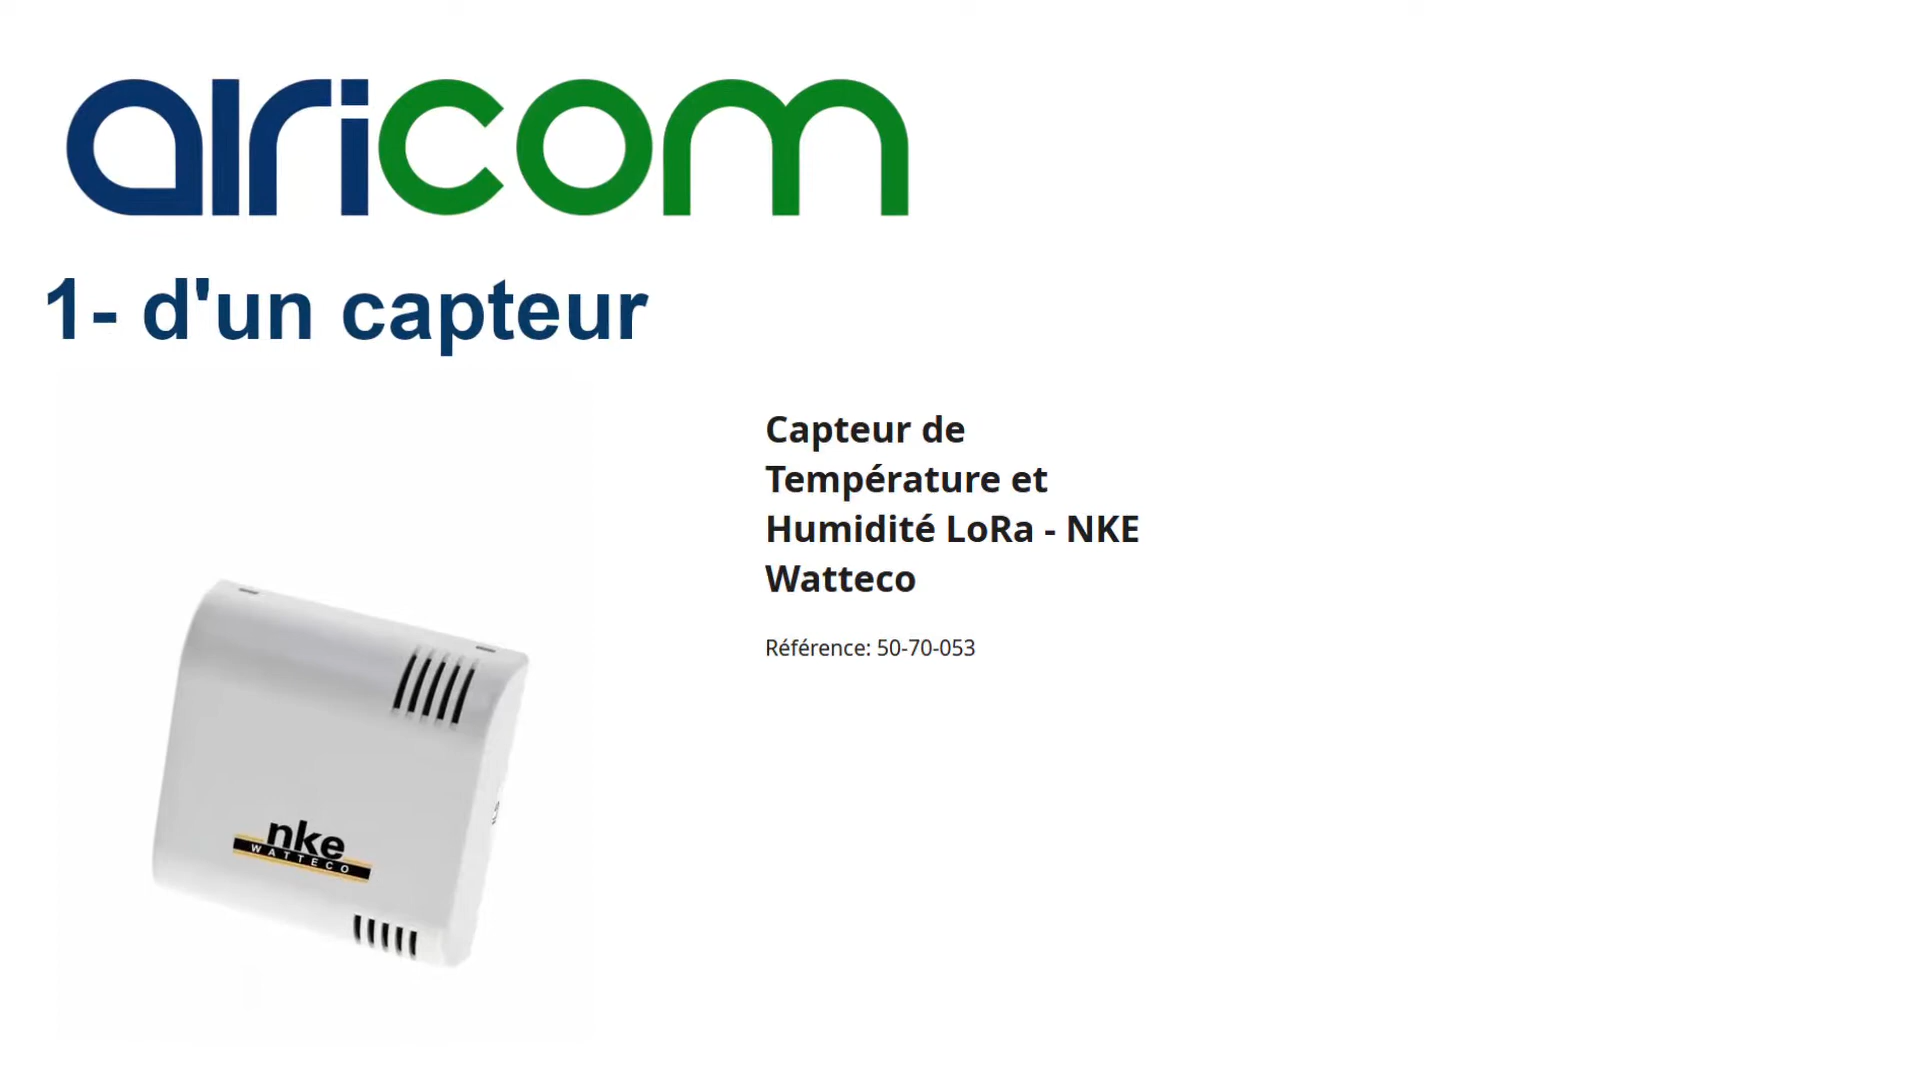 airicom
1- d'un capteur
Capteur de
Température et
Humidité LoRa - NKE
Watteco
Référence: 50-70-053
nke
WATTECO